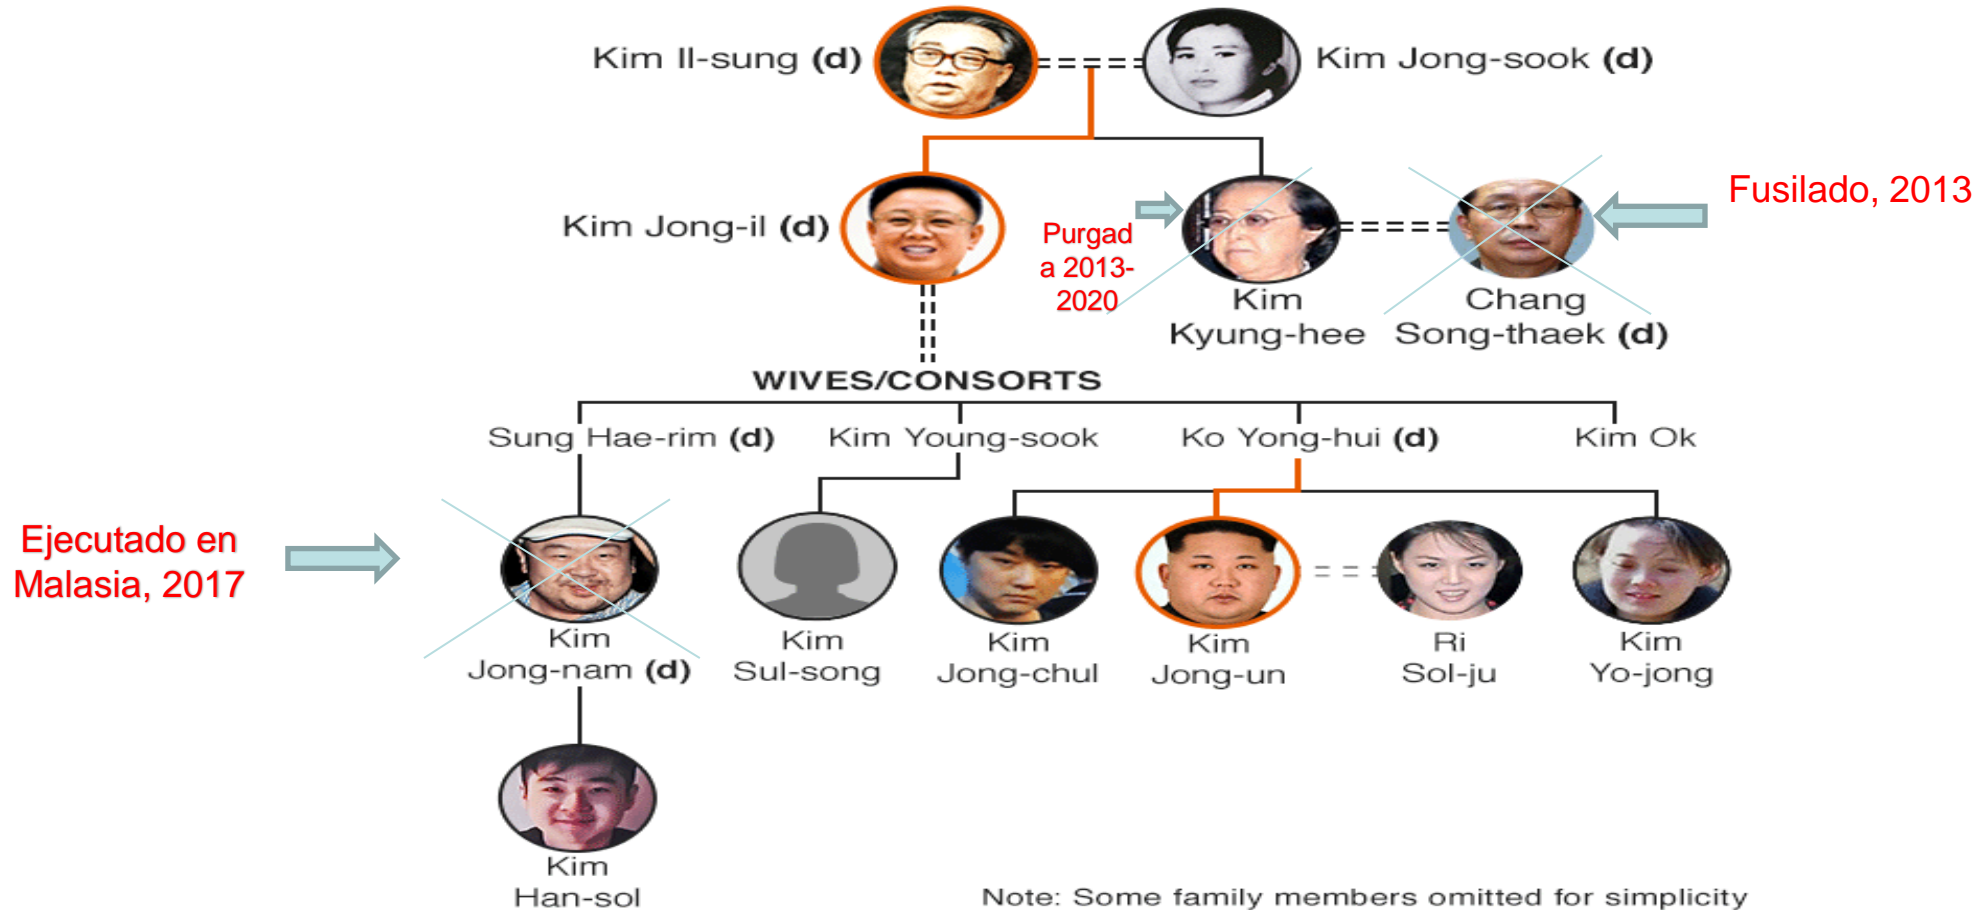 Kim Il-sung (d)
Kim Jong-sook (d)
Kim Jong-il (d)
Purgad
a 2013-
2020
Kim
Kyung-hee
Chang
Song-thaek (d)
Fusilado, 2013
WIVES/CONSORTS
Sung Hae-rim (d)
Kim Young-sook
Ko Yong-hui (d)
Kim Ok
Ejecutado en
Malasia, 2017
Kim
Jong-nam (d)
Kim
Sul-song
Kim
Jong-chul
Kim
Jong-un
Ri
Sol-ju
Kim
Yo-jong
Kim
Han-sol
Note: Some family members omitted for simplicity